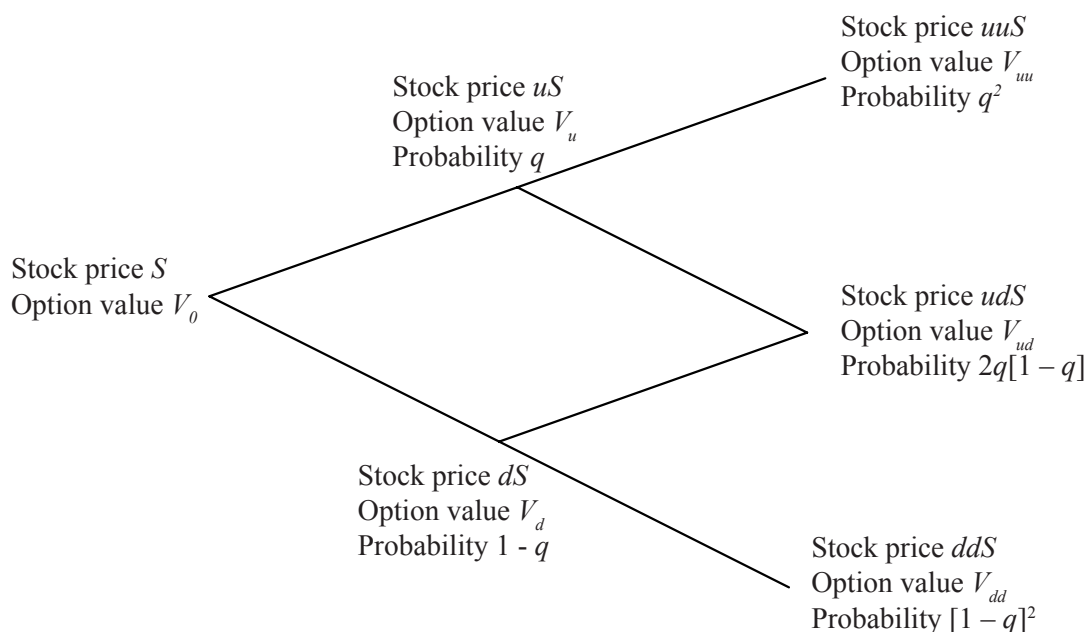 Stock price uuS
Option value V_uu
Probability q²
Stock price uS
Option value V_u
Probability q
Stock price S
Option value V_0
Stock price udS
Option value V_ud
Probability 2q[1 – q]
Stock price dS
Option value V_d
Probability 1 - q
Stock price ddS
Option value V_dd
Probability [1 – q]²